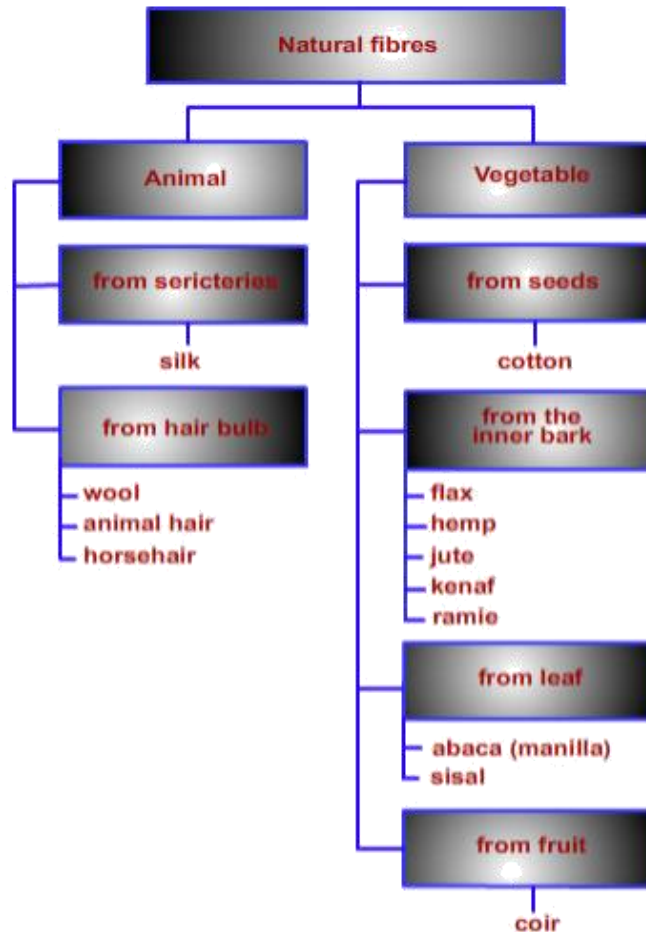 Natural fibres
Animal
from sericteries
silk
from hair bulb
wool
animal hair
horsehair
Vegetable
from seeds
cotton
from the
inner bark
flax
hemp
jute
kenaf
ramie
from leaf
abaca (manilla)
sisal
from fruit
coir